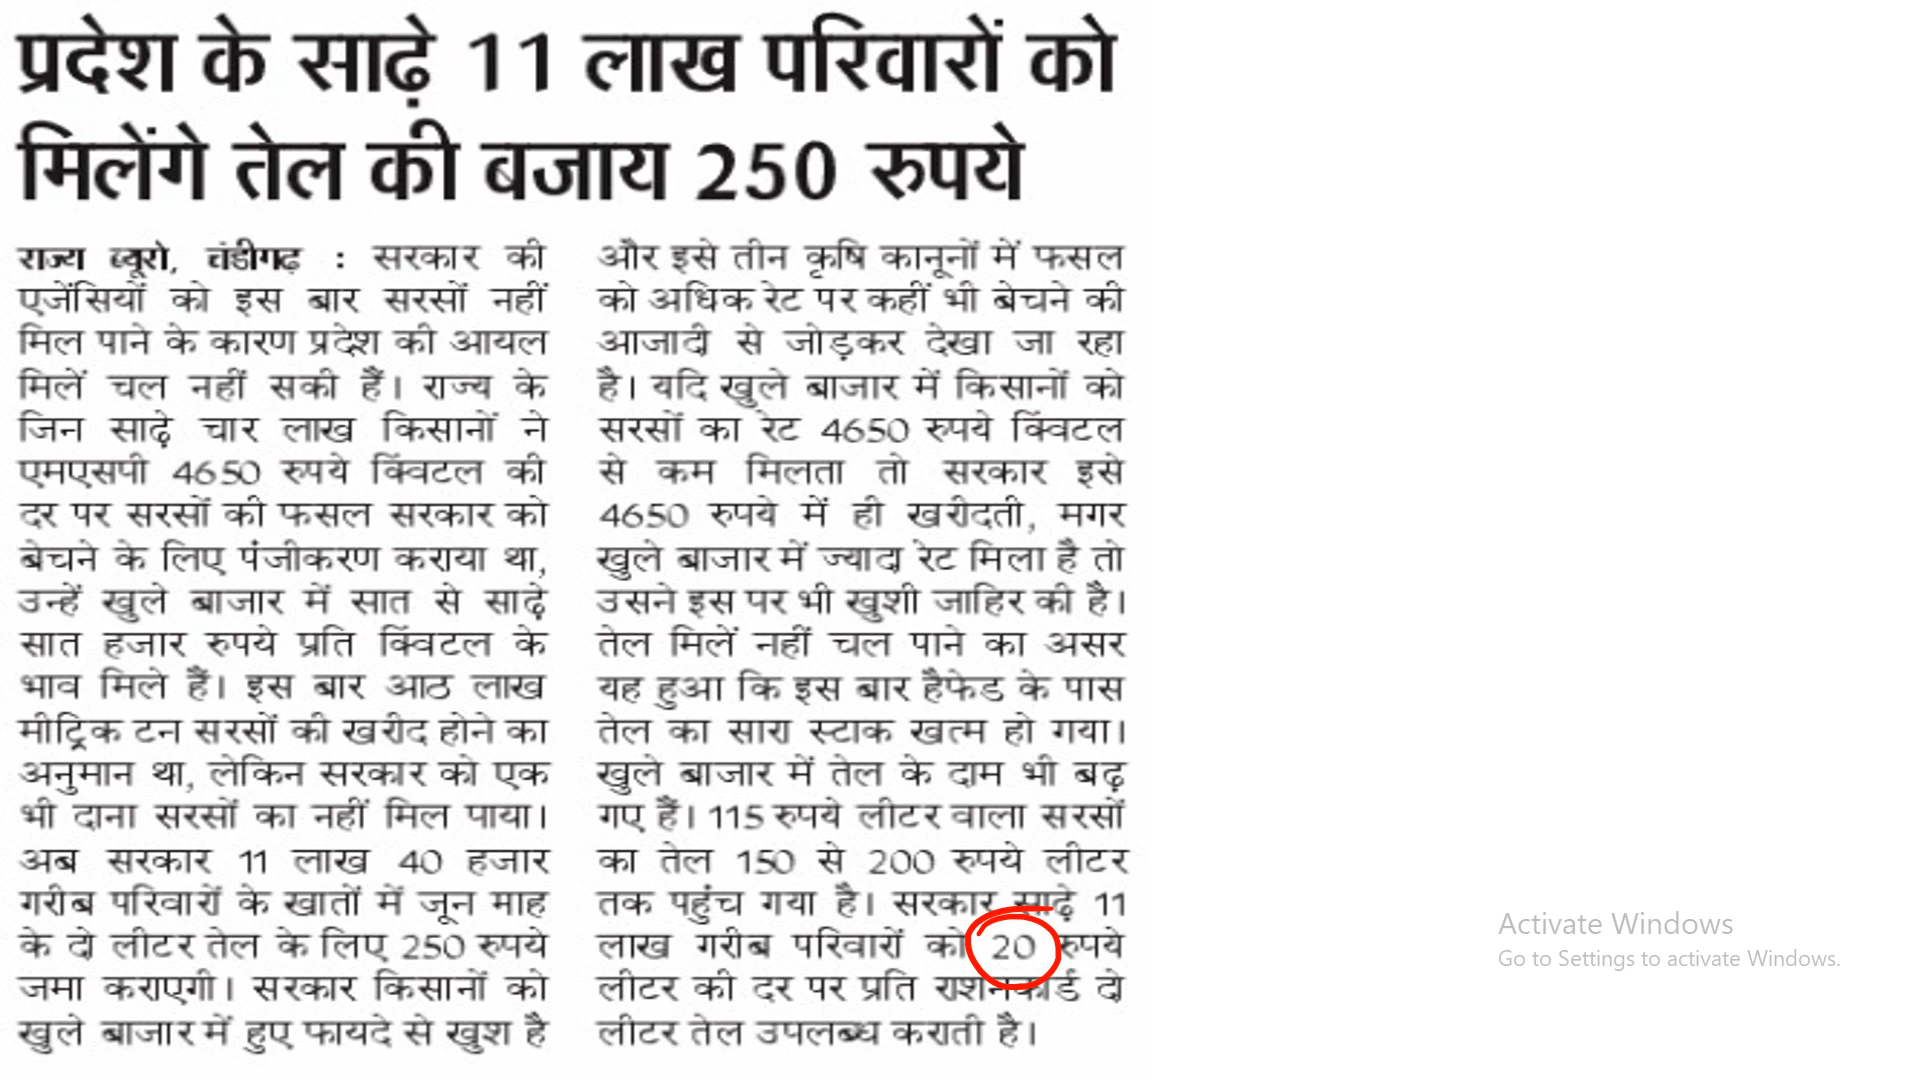 प्रदेश के साढ़े 11 लाख परिवारों को
मिलेंगे तेल की बजाय 250 रुपये
राज्य ब्यूरो, चंडीगढ़ : सरकार की
एजेंसियों को इस बार सरसों नहीं
मिल पाने के कारण प्रदेश की आयल
मिलें चल नहीं सकी हैं। राज्य के
जिन साढ़े चार लाख किसानों ने
एमएसपी 4650 रुपये क्विंटल की
दर पर सरसों की फसल सरकार को
बेचने के लिए पंजीकरण कराया था,
उन्हें खुले बाजार में सात से साढ़े
सात हजार रुपये प्रति क्विंटल के
भाव मिले हैं। इस बार आठ लाख
मीट्रिक टन सरसों की खरीद होने का
अनुमान था, लेकिन सरकार को एक
भी दाना सरसों का नहीं मिल पाया।
अब सरकार 11 लाख 40 हजार
गरीब परिवारों के खातों में जून माह
के दो लीटर तेल के लिए 250 रुपये
जमा कराएगी। सरकार किसानों को
खुले बाजार में हुए फायदे से खुश है
और इसे तीन कृषि कानूनों में फसल
को अधिक रेट पर कहीं भी बेचने की
आजादी से जोड़कर देखा जा रहा
है। यदि खुले बाजार में किसानों को
सरसों का रेट 4650 रुपये क्विंटल
से कम मिलता तो सरकार इसे
4650 रुपये में ही खरीदती, मगर
खुले बाजार में ज्यादा रेट मिला है तो
उसने इस पर भी खुशी जाहिर की है।
तेल मिलें नहीं चल पाने का असर
यह हुआ कि इस बार हैफेड के पास
तेल का सारा स्टाक खत्म हो गया।
खुले बाजार में तेल के दाम भी बढ़
गए हैं। 115 रुपये लीटर वाला सरसों
का तेल 150 से 200 रुपये लीटर
तक पहुंच गया है। सरकार साढ़े 11
लाख गरीब परिवारों को 20 रुपये
लीटर की दर पर प्रति राशनकार्ड दो
लीटर तेल उपलब्ध कराती है।
Activate Windows
Go to Settings to activate Windows.